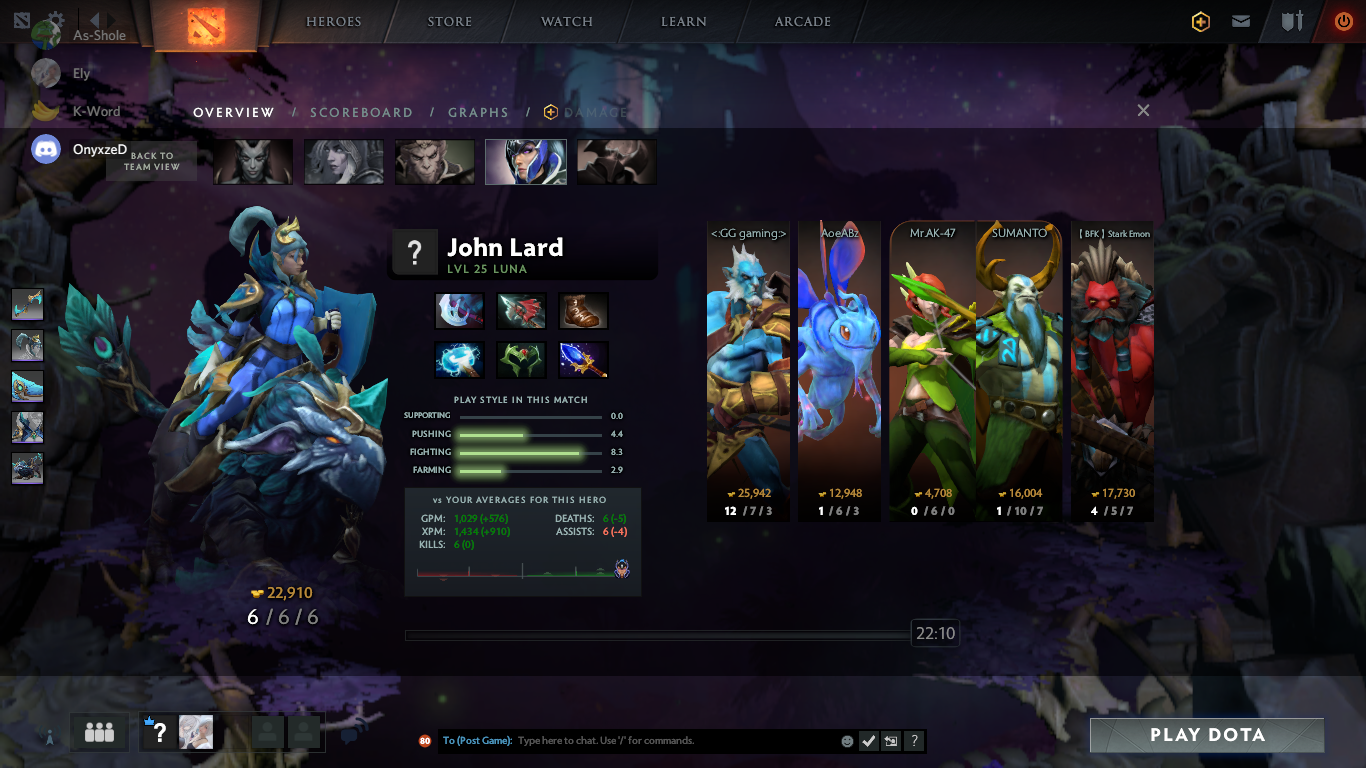 HEROES
STORE
WATCH
LEARN
ARCADE
As-Shole
Ely
K-Word
OnyxzeD
OVERVIEW / SCOREBOARD / GRAPHS / DAMAGE
BACK TO
TEAM VIEW
?
John Lard
LVL 25 LUNA
PLAY STYLE IN THIS MATCH
SUPPORTING 0.0
PUSHING 4.4
FIGHTING 8.3
FARMING 2.9
vs YOUR AVERAGES FOR THIS HERO
GPM: 1,029 (+576) DEATHS: 6 (-5)
XPM: 1,434 (+910) ASSISTS: 6 (-4)
KILLS: 6 (0)
22,910
6 / 6 / 6
<:GG gaming:>
25,942
12 / 7 / 3
AoeABz
12,948
1 / 6 / 3
Mr.AK-47
4,708
0 / 6 / 0
SUMANTO
16,004
1 / 10 / 7
[ BFK ] Stark Emon
17,730
4 / 5 / 7
22:10
?
80
To (Post Game): Type here to chat. Use '/' for commands.
?
PLAY DOTA